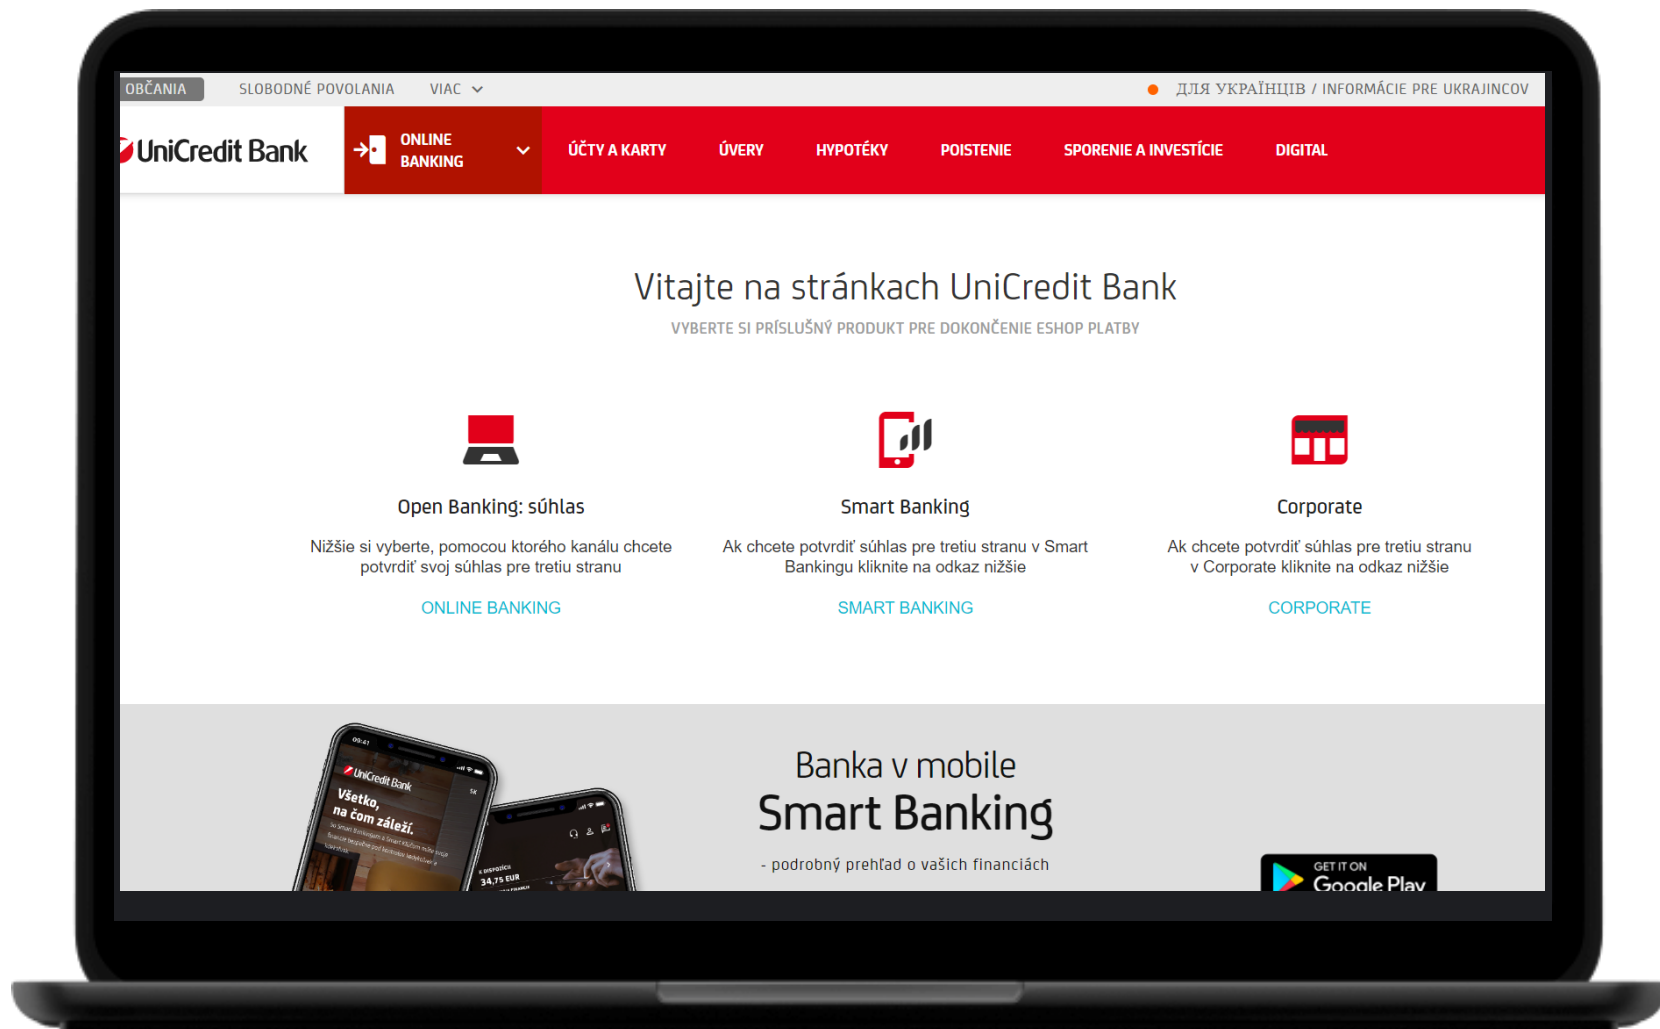 OBČANIA SLOBODNÉ POVOLANIA VIAC ДЛЯ УКРАЇНЦІВ / INFORMÁCIE PRE UKRAJINCOV
UniCredit Bank
ONLINE
BANKING
ÚČTY A KARTY ÚVERY HYPOTÉKY POISTENIE SPORENIE A INVESTÍCIE DIGITAL
Vitajte na stránkach UniCredit Bank
VYBERTE SI PRÍSLUŠNÝ PRODUKT PRE DOKONČENIE ESHOP PLATBY
Open Banking: súhlas
Nižšie si vyberte, pomocou ktorého kanálu chcete
potvrdiť svoj súhlas pre tretiu stranu
ONLINE BANKING
Smart Banking
Ak chcete potvrdiť súhlas pre tretiu stranu v Smart
Bankingu kliknite na odkaz nižšie
SMART BANKING
Corporate
Ak chcete potvrdiť súhlas pre tretiu stranu
v Corporate kliknite na odkaz nižšie
CORPORATE
09:41
UniCredit Bank
SK
Všetko,
na čom záleží.
K DISPOZÍCII
34,75 EUR
Banka v mobile
Smart Banking
- podrobný prehľad o vašich financiách
GET IT ON
Google Play